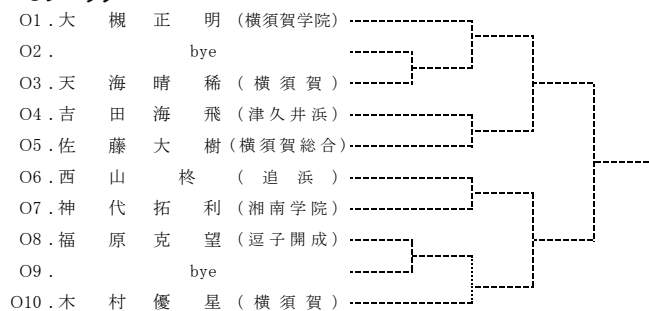 O1．大 槻 正 明 (横須賀学院)
O2． bye
O3．天 海 晴 稀 ( 横 須 賀 )
O4．吉 田 海 飛 (津久井浜)
O5．佐 藤 大 樹 (横須賀総合)
O6．西 山 柊 ( 追 浜 )
O7．神 代 拓 利 (湘南学院)
O8．福 原 克 望 (逗子開成)
O9． bye
O10．木 村 優 星 ( 横 須 賀 )